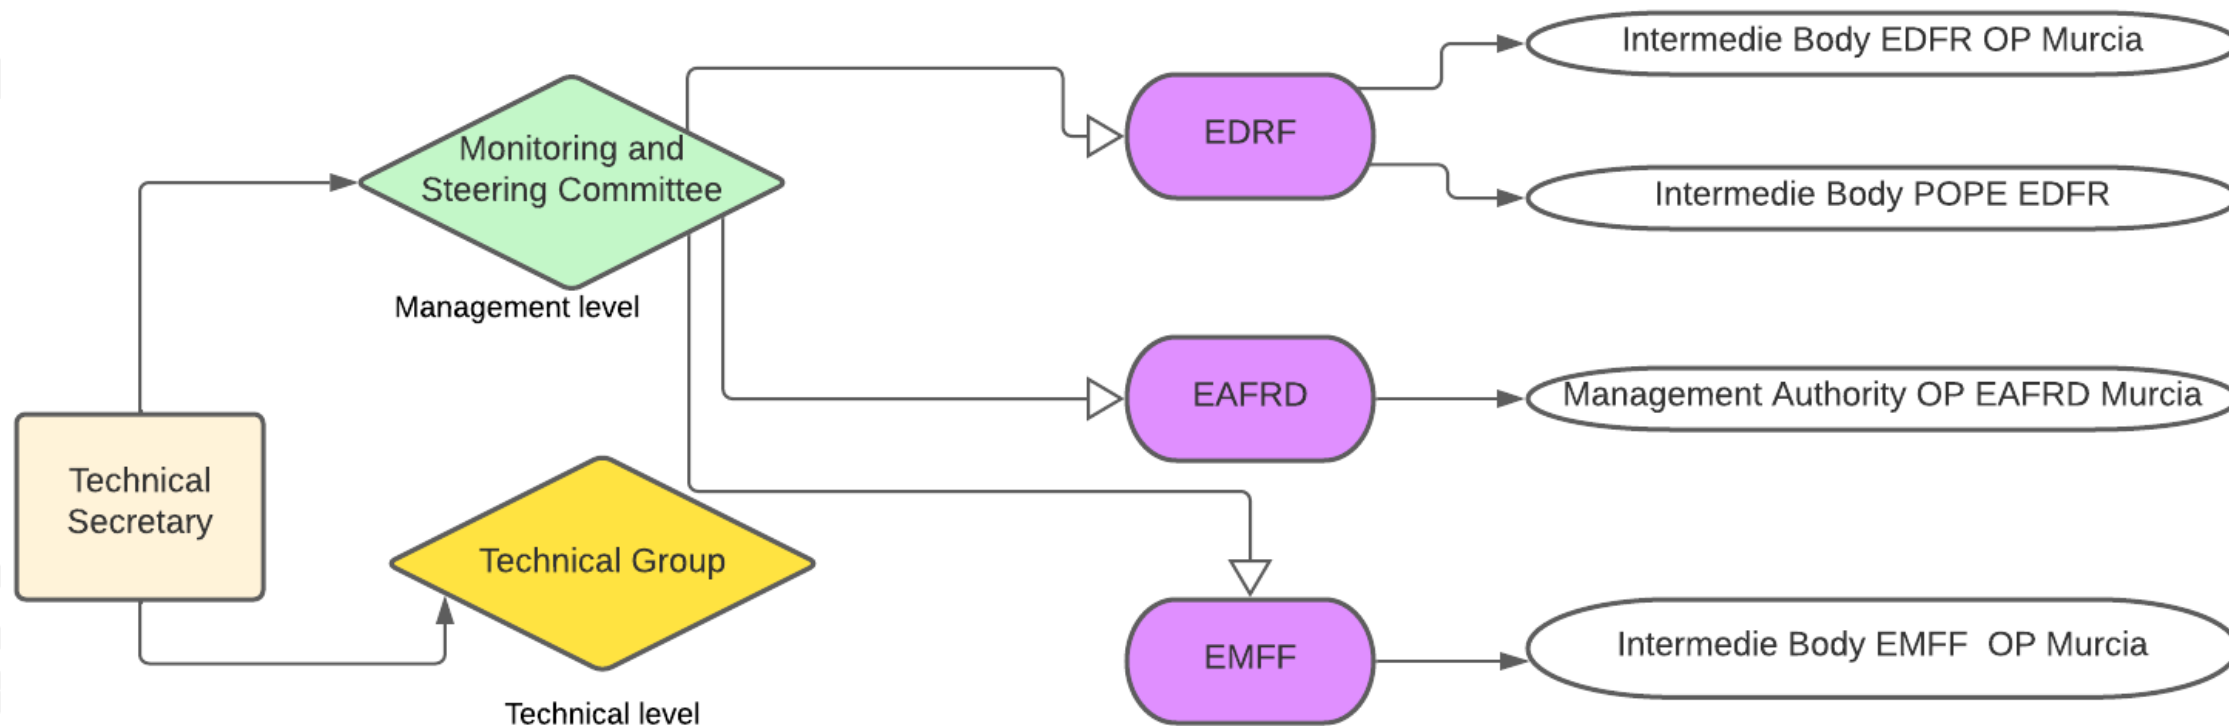 Intermedie Body EDFR OP Murcia
Monitoring and
Steering Committee
EDRF
Intermedie Body POPE EDFR
Management level
EAFRD
Management Authority OP EAFRD Murcia
Technical
Secretary
Technical Group
EMFF
Intermedie Body EMFF OP Murcia
Technical level